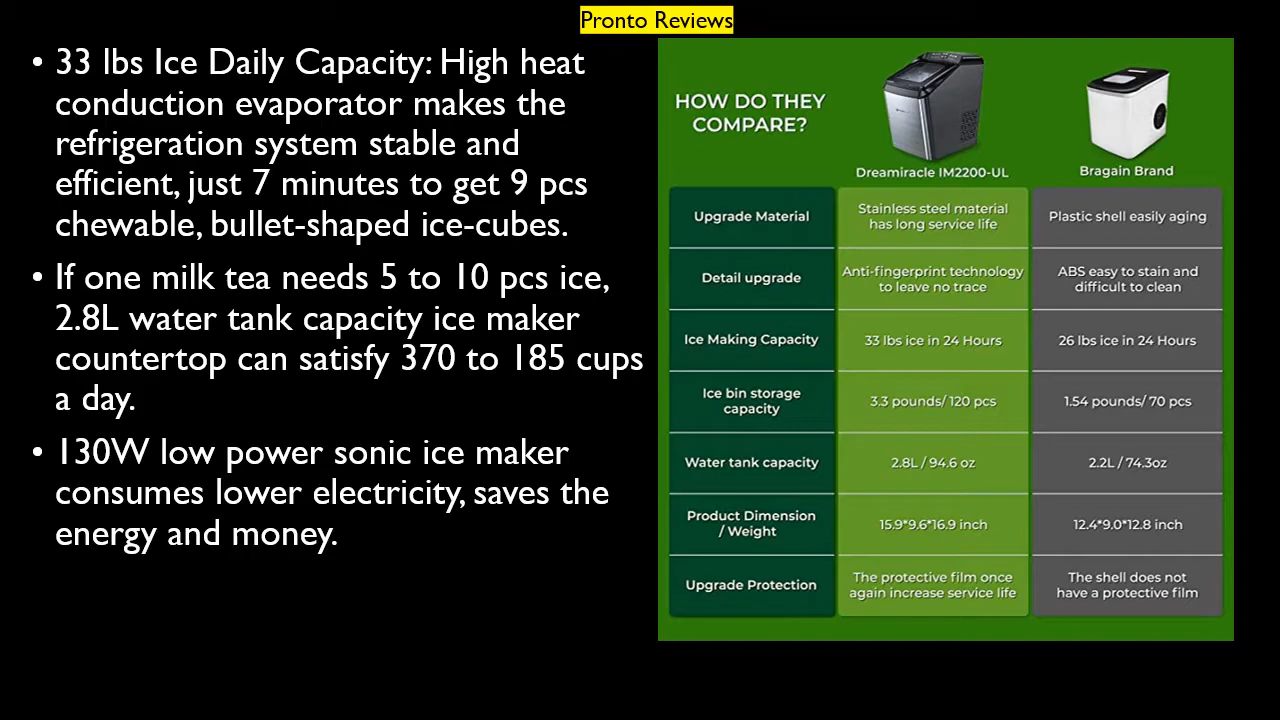 Pronto Reviews
• 33 lbs Ice Daily Capacity: High heat
conduction evaporator makes the
refrigeration system stable and
efficient, just 7 minutes to get 9 pcs
chewable, bullet-shaped ice-cubes.
• If one milk tea needs 5 to 10 pcs ice,
2.8L water tank capacity ice maker
countertop can satisfy 370 to 185 cups
a day.
• 130W low power sonic ice maker
consumes lower electricity, saves the
energy and money.
HOW DO THEY
COMPARE?
Dreamiracle IM2200-UL
Bragain Brand
Upgrade Material
Stainless steel material
has long service life
Plastic shell easily aging
Detail upgrade
Anti-fingerprint technology
to leave no trace
ABS easy to stain and
difficult to clean
Ice Making Capacity
33 lbs ice in 24 Hours
26 lbs ice in 24 Hours
Ice bin storage
capacity
3.3 pounds/ 120 pcs
1.54 pounds/ 70 pcs
Water tank capacity
2.8L / 94.6 oz
2.2L / 74.3oz
Product Dimension
/ Weight
15.9*9.6*16.9 inch
12.4*9.0*12.8 inch
Upgrade Protection
The protective film once
again increase service life
The shell does not
have a protective film